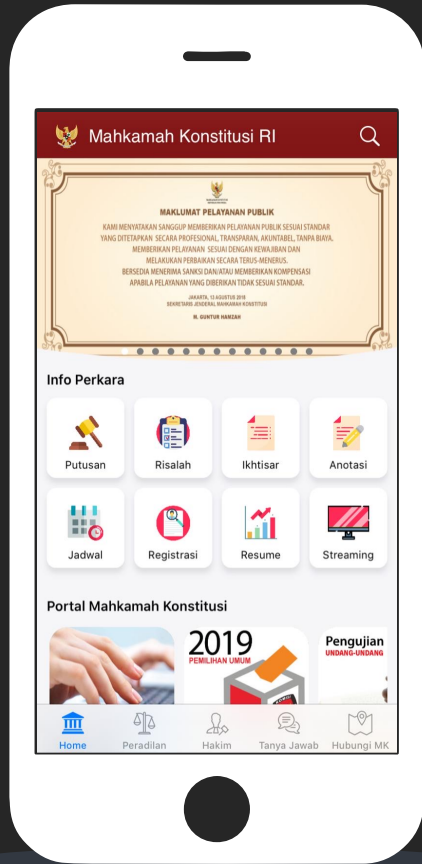 Mahkamah Konstitusi RI
MAKLUMAT PELAYANAN PUBLIK
KAMI MENYATAKAN SANGGUP MEMBERIKAN PELAYANAN PUBLIK SESUAI STANDAR
YANG DITETAPKAN SECARA PROFESIONAL, TRANSPARAN, AKUNTABEL, TANPA BIAYA.
MEMBERIKAN PELAYANAN SESUAI DENGAN KEWAJIBAN DAN
MELAKUKAN PERBAIKAN SECARA TERUS-MENERUS.
BERSEDIA MENERIMA SANKSI DAN/ATAU MEMBERIKAN KOMPENSASI
APABILA PELAYANAN YANG DIBERIKAN TIDAK SESUAI STANDAR.
JAKARTA, 13 AGUSTUS 2018
SEKRETARIS JENDERAL MAHKAMAH KONSTITUSI
M. GUNTUR HAMZAH
Info Perkara
Putusan Risalah Ikhtisar Anotasi
Jadwal Registrasi Resume Streaming
Portal Mahkamah Konstitusi
2019
PEMILIHAN UMUM
Pengujian
UNDANG-UNDANG
Home Peradilan Hakim Tanya Jawab Hubungi MK